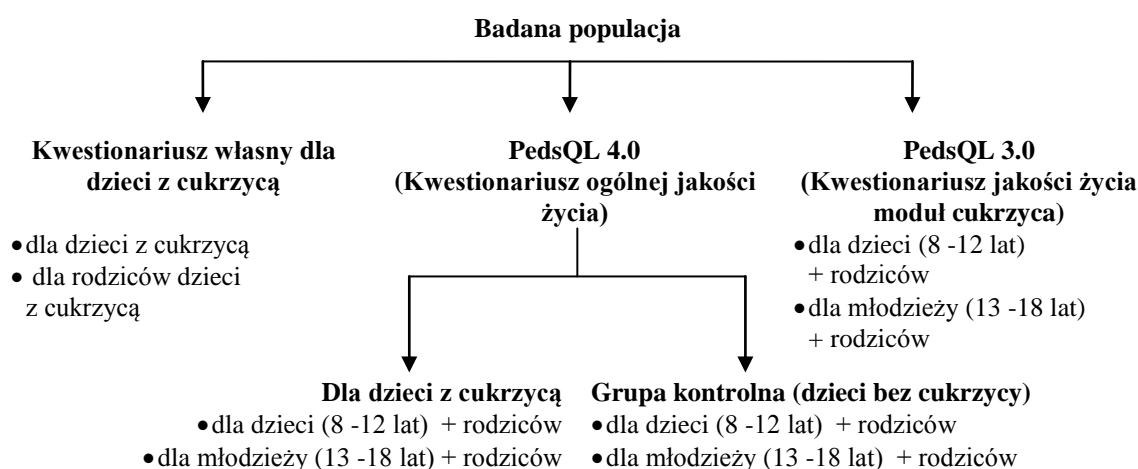 Badana populacja
Kwestionariusz własny dla
dzieci z cukrzycą
•dla dzieci z cukrzycą
• dla rodziców dzieci
z cukrzycą
PedsQL 4.0
(Kwestionariusz ogólnej jakości
życia)
PedsQL 3.0
(Kwestionariusz jakości życia
moduł cukrzyca)
•dla dzieci (8 -12 lat)
+ rodziców
•dla młodzieży (13 -18 lat)
+ rodziców
Dla dzieci z cukrzycą
•dla dzieci (8 -12 lat) + rodziców
•dla młodzieży (13 -18 lat) + rodziców
Grupa kontrolna (dzieci bez cukrzycy)
•dla dzieci (8 -12 lat) + rodziców
•dla młodzieży (13 -18 lat) + rodziców